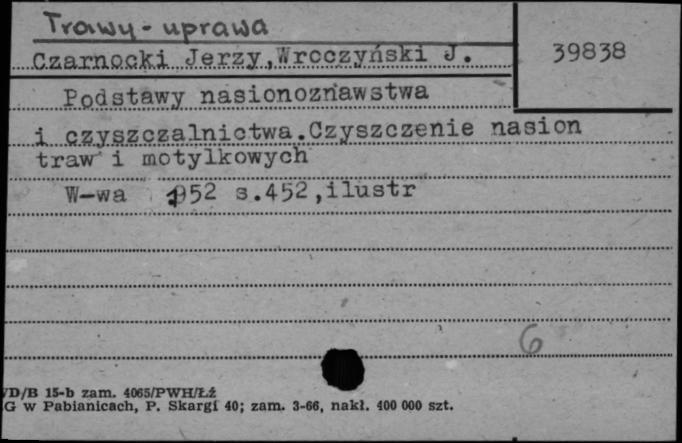 Trawy - uprawa
Czarnocki Jerzy, Wroczyński J.
39838
Podstawy nasionoznawstwa
i czyszczalnictwa. Czyszczenie nasion
traw i motylkowych
W-wa 1952 s.452, ilustr
6
/D/B 15-b zam. 4065/PWH/Łź
G w Pabianicach, P. Skargi 40; zam. 3-66, nakł. 400 000 szt.